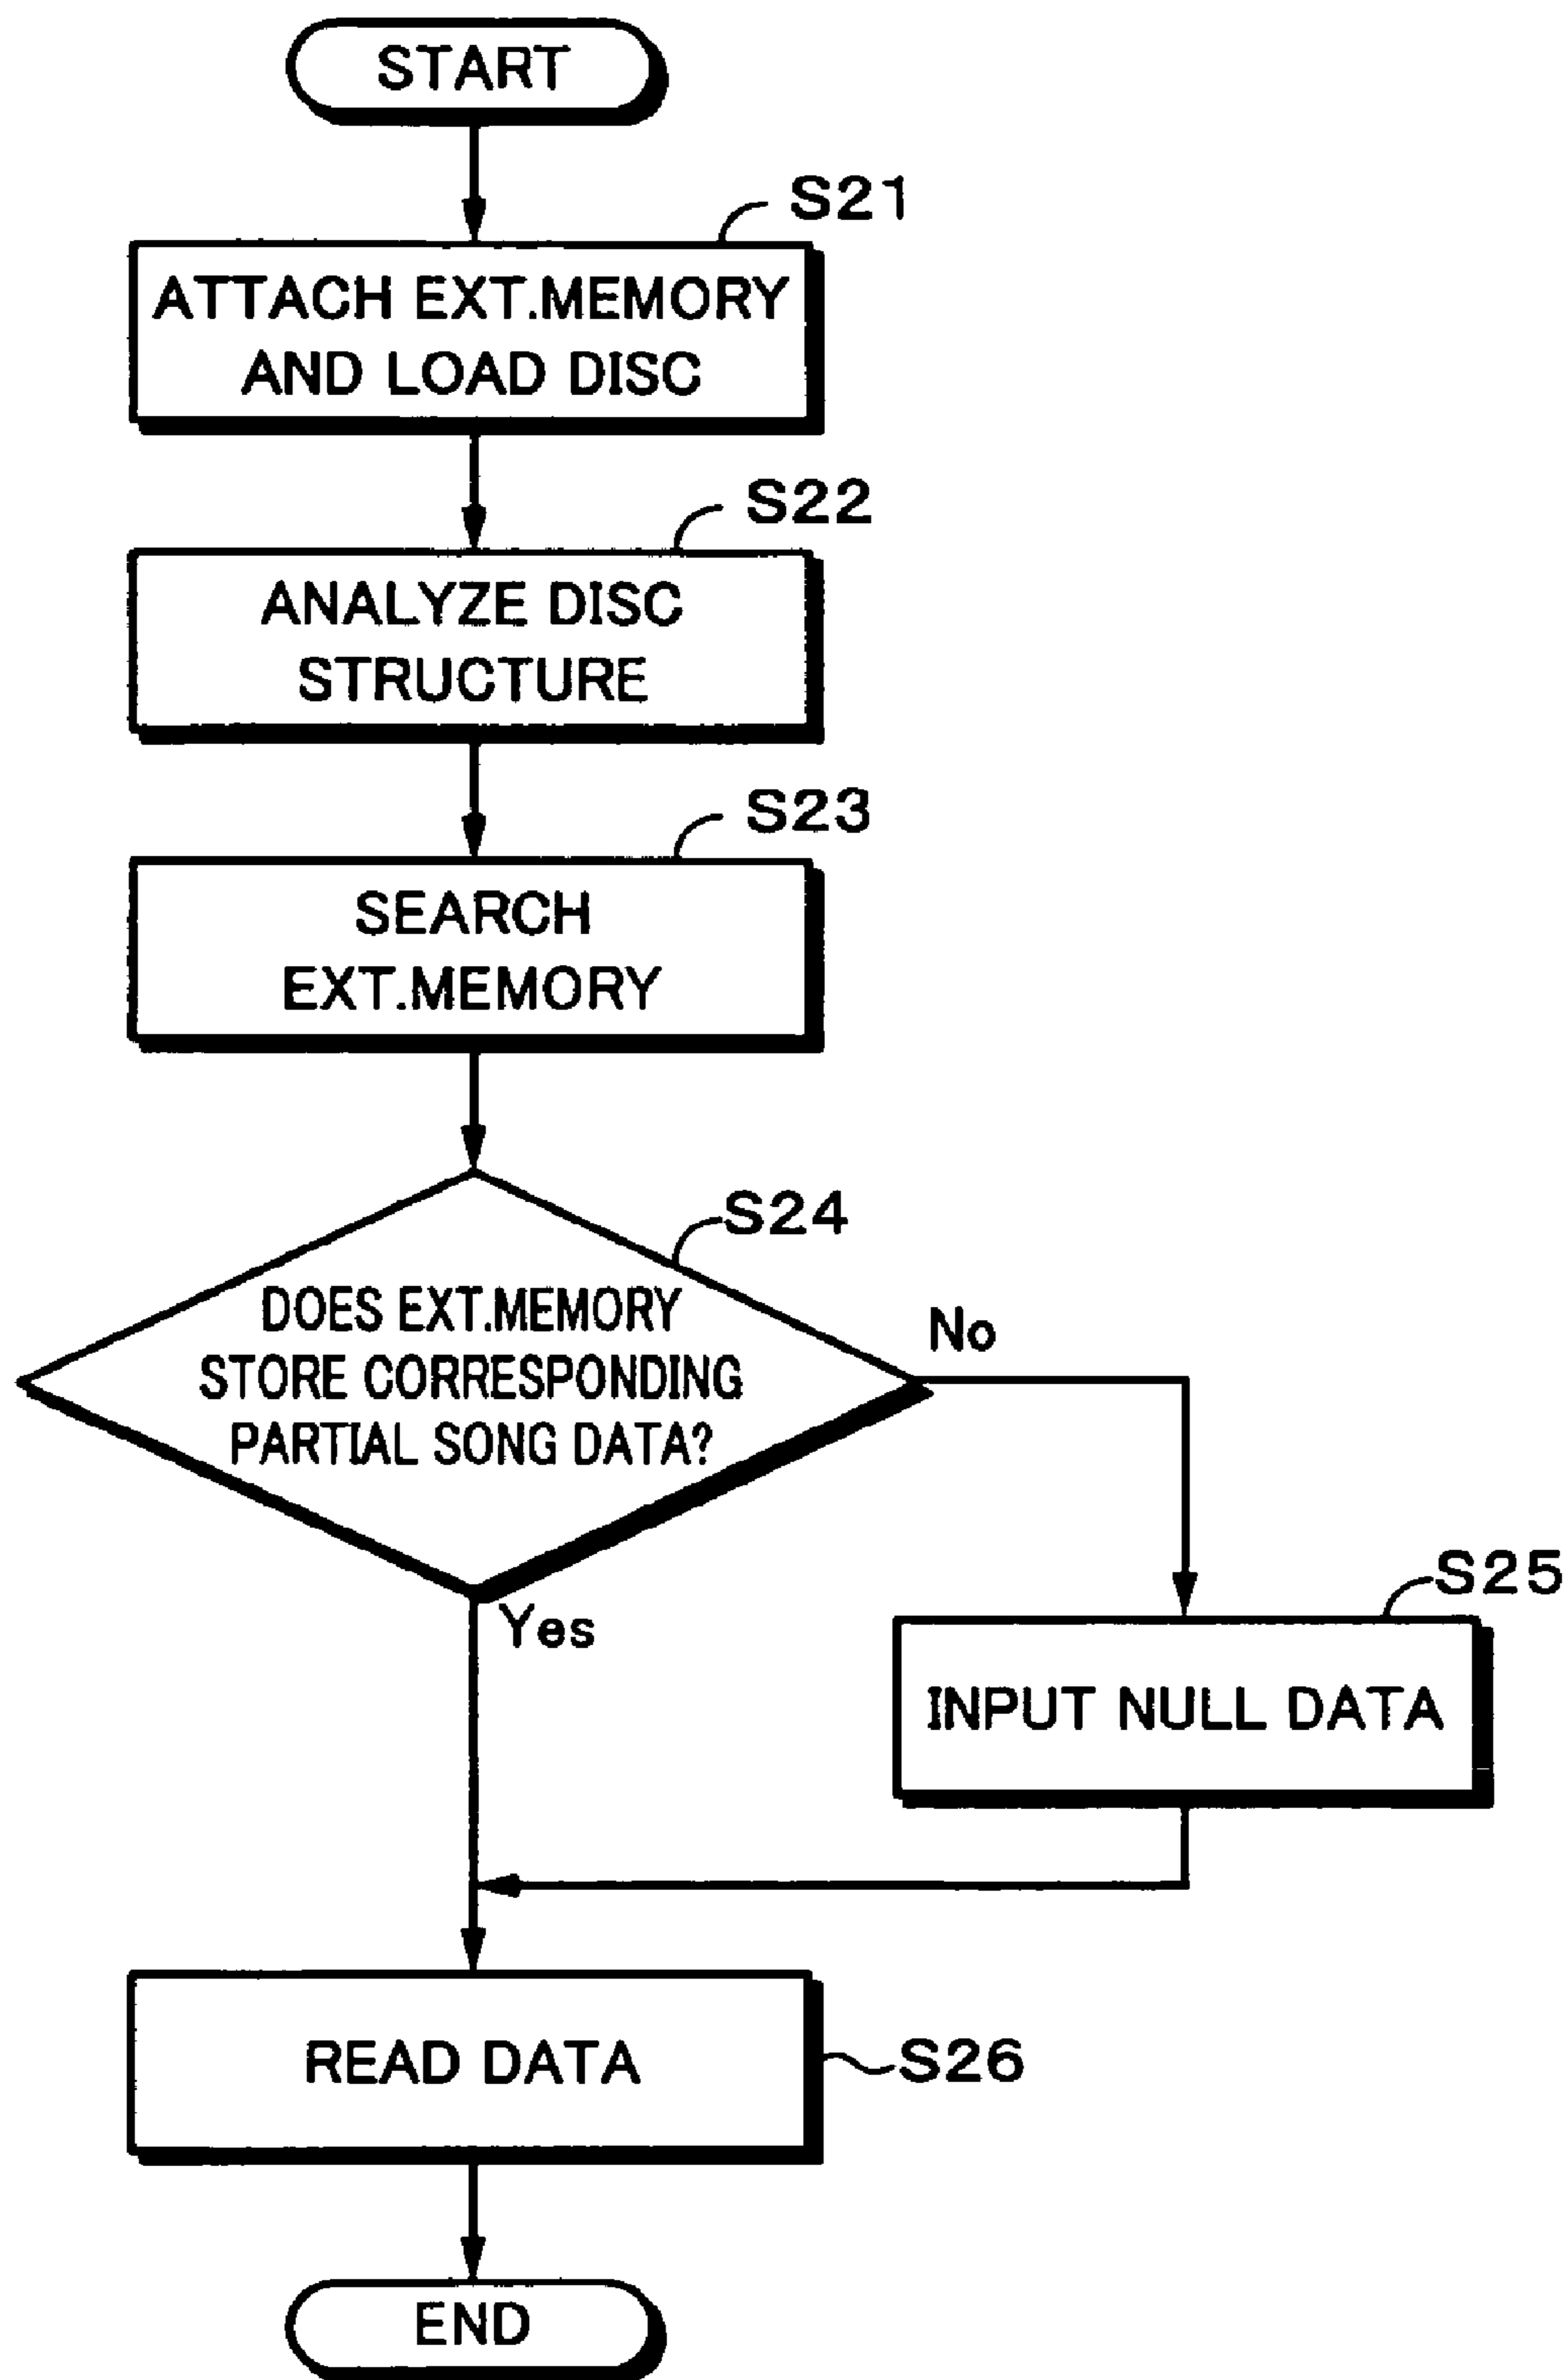 START
S21
ATTACH EXT.MEMORY
AND LOAD DISC
S22
ANALYZE DISC
STRUCTURE
S23
SEARCH
EXT.MEMORY
S24
DOES EXT.MEMORY
STORE CORRESPONDING
PARTIAL SONG DATA?
No
Yes
S25
INPUT NULL DATA
READ DATA
S26
END